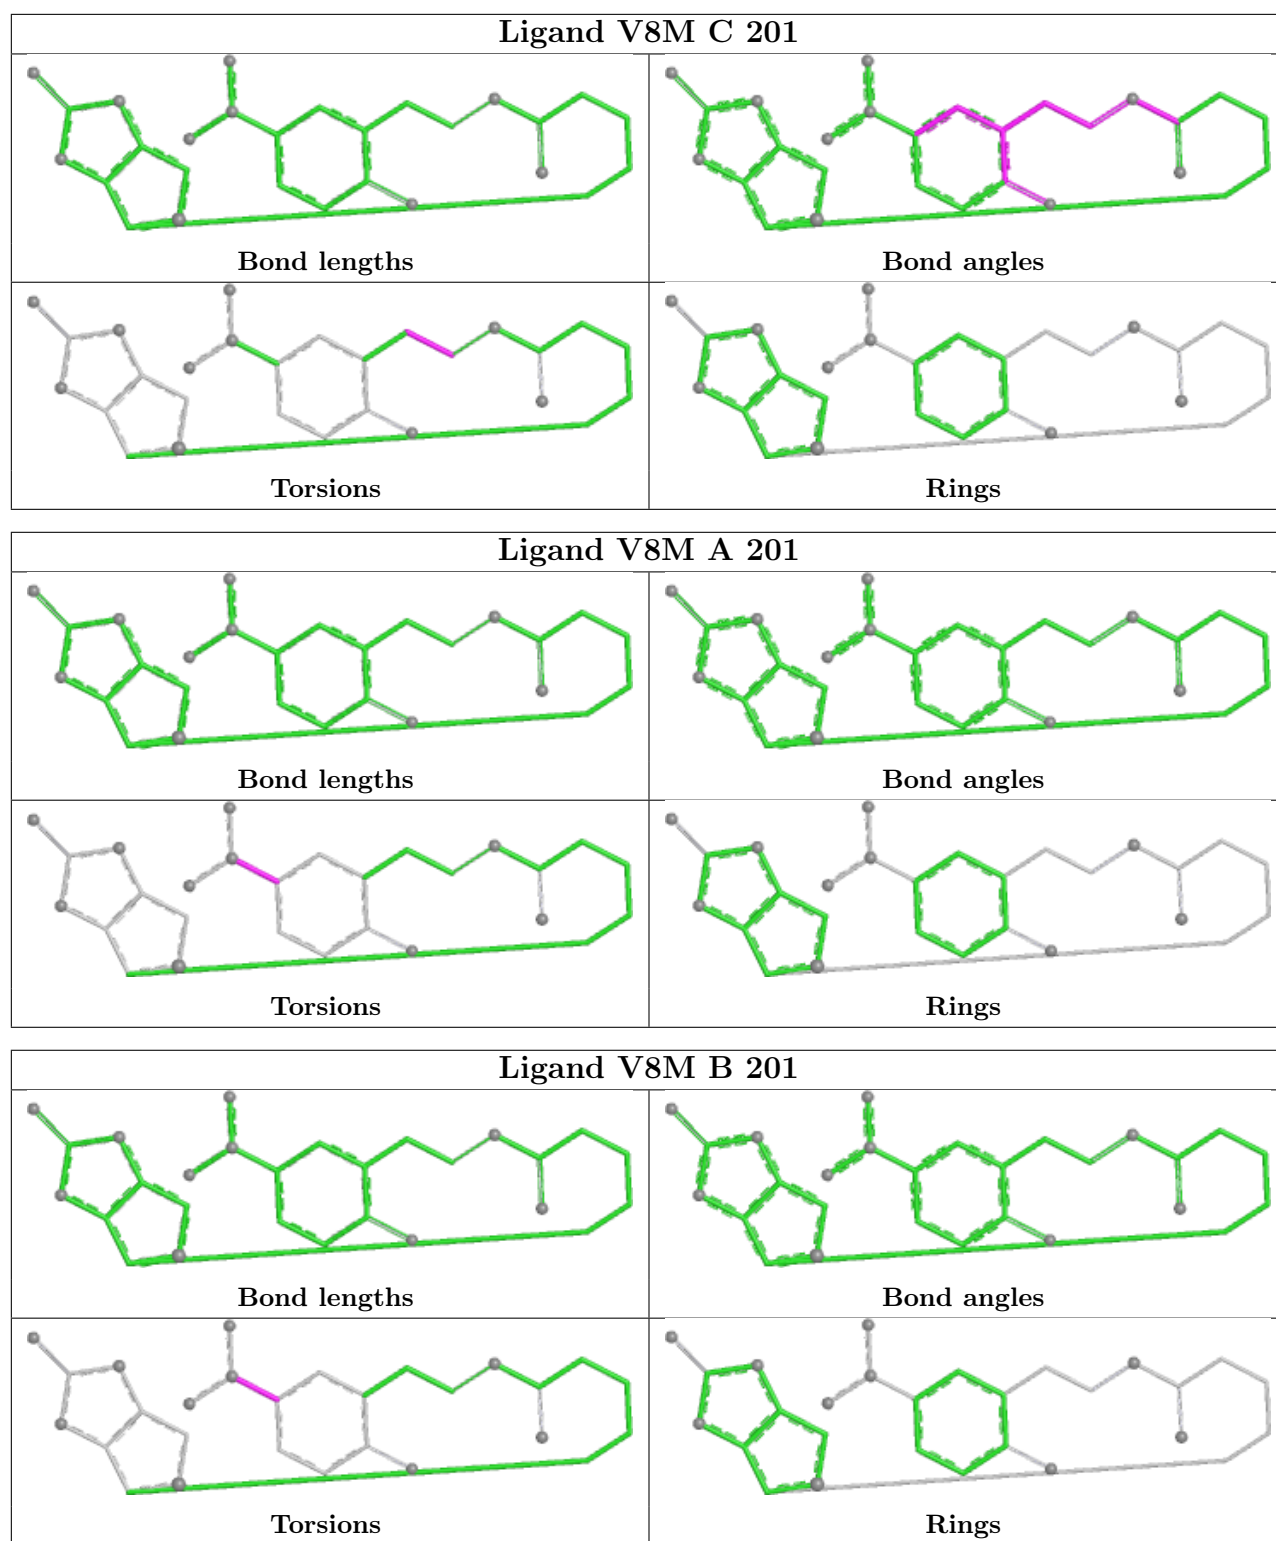 Ligand V8M C 201
Bond lengths
Bond angles
Torsions
Rings
Ligand V8M A 201
Bond lengths
Bond angles
Torsions
Rings
Ligand V8M B 201
Bond lengths
Bond angles
Torsions
Rings